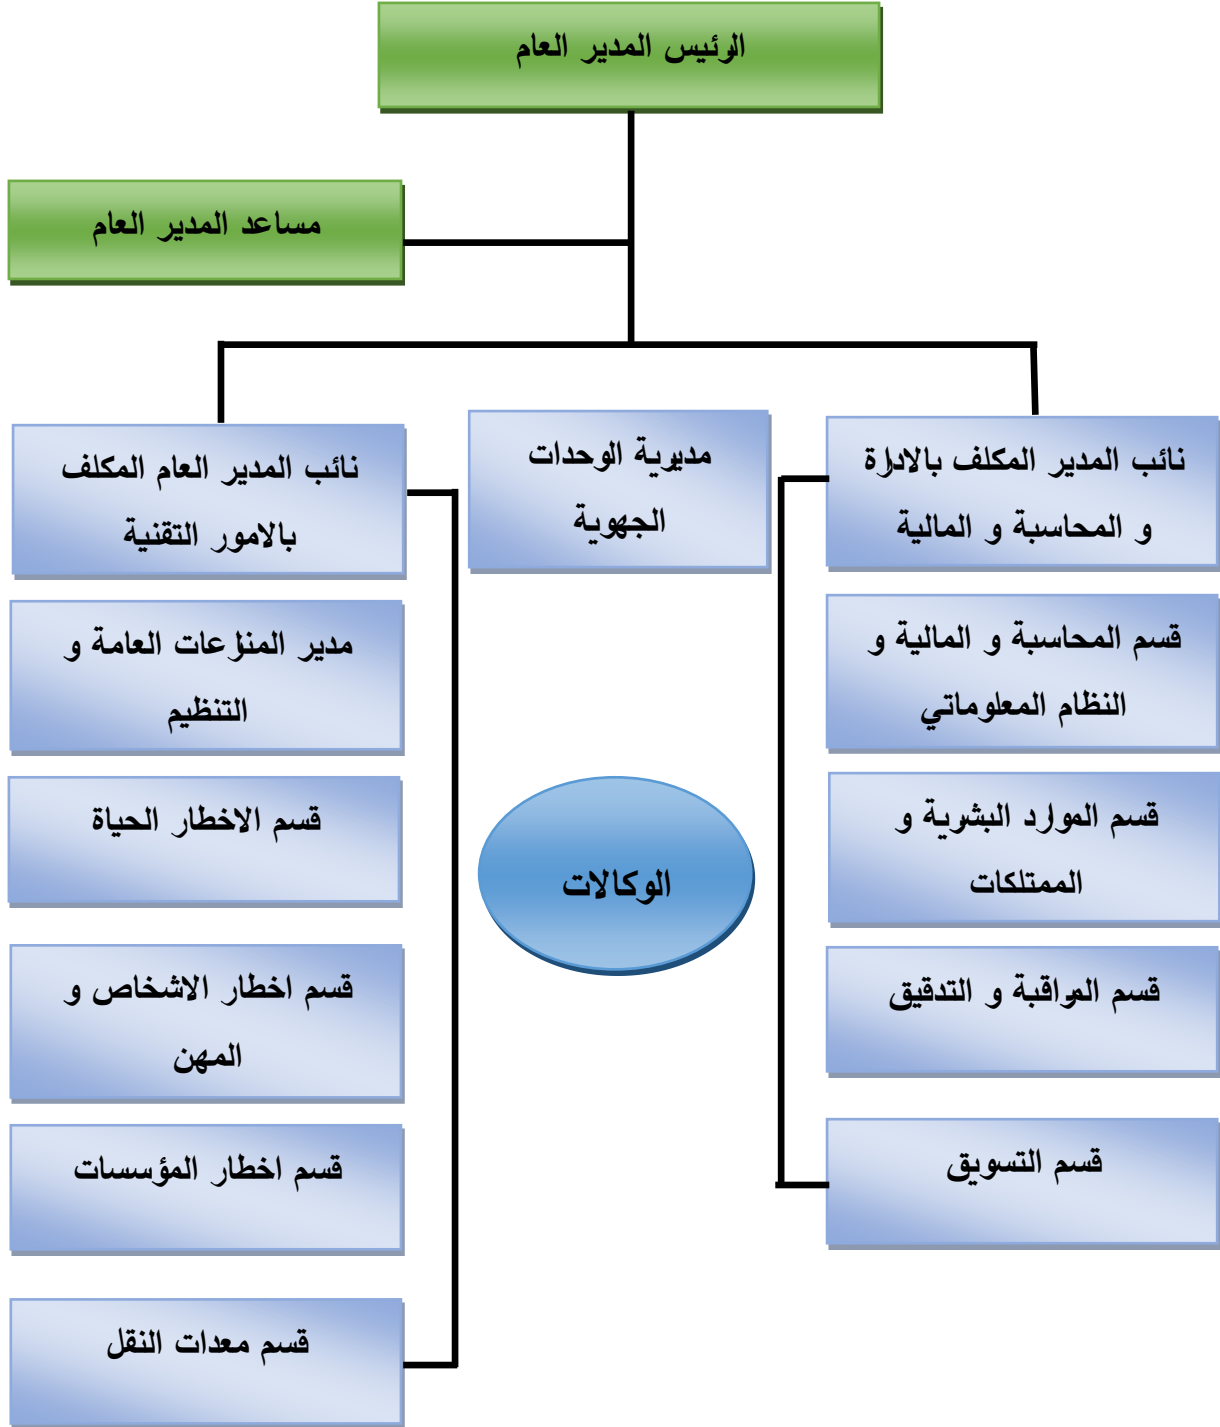 الرئيس المدير العام
مساعد المدير العام
نائب المدير المكلف بالادارة
و المحاسبة و المالية
مديرية الوحدات
الجهوية
نائب المدير العام المكلف
بالامور التقنية
قسم المحاسبة و المالية و
النظام المعلوماتي
مدير المنازعات العامة و
التنظيم
قسم الموارد البشرية و
الممتلكات
قسم الاخطار الحياة
الوكالات
قسم المراقبة و التدقيق
قسم اخطار الاشخاص و
المهن
قسم التسويق
قسم اخطار المؤسسات
قسم معدات النقل